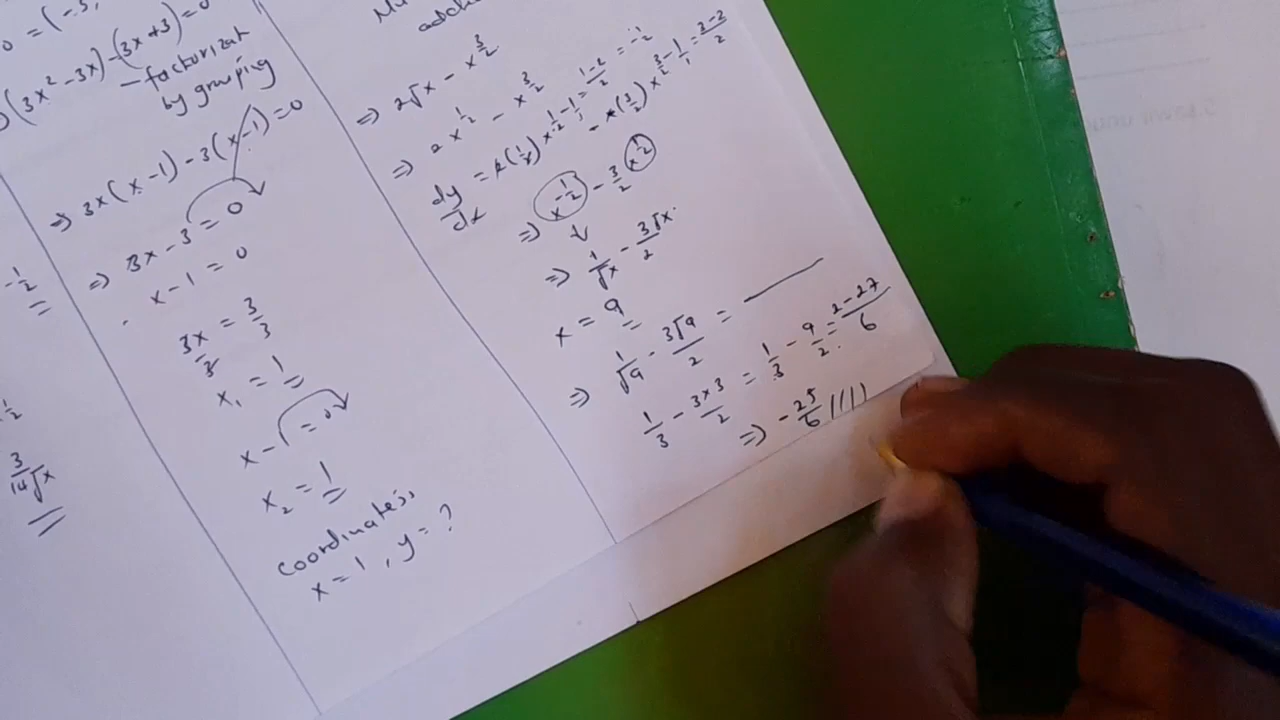 -½
½
3/14 √x
0 = (-3,
(3x² - 3x) - (3x+3) = 0
- factorizat
by grouping
⇒ 3x(x - 1) - 3(x - 1) = 0
⇒ 3x - 3 = 0
x - 1 = 0
3x/3 = 3/3
x₁ = 1
x - 1 = 0
x₂ = 1
coordinates,
x = 1, y = ?
⇒ 2√x - x^(3/2)
⇒ 2x^(1/2) - x^(3/2)
dy/dx = 2(1/2) x^(1/2 - 1/1 = (1-2)/2 = -1/2) - (3/2) x^(3/2 - 1/1 = (3-2)/2)
⇒ x^(-1/2) - 3/2 x^(1/2)
⇒ 1/√x - 3√x/2
x = 9
⇒ 1/√9 - 3√9/2 =
1/3 - 3×3/2 = 1/3 - 9/2 = (2-27)/6
⇒ -25/6